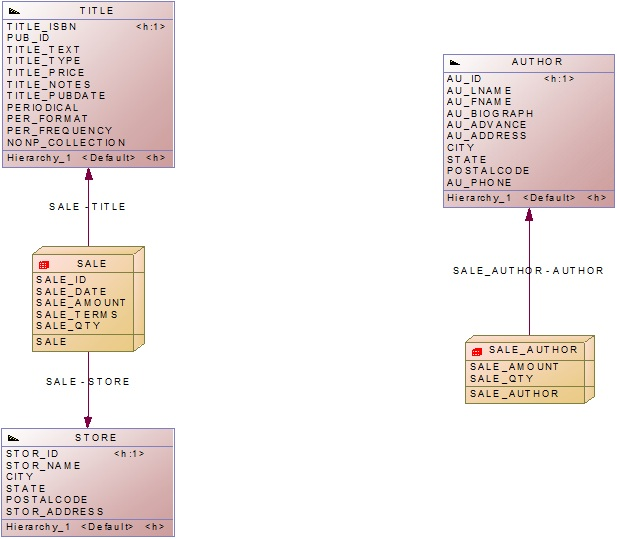 TITLE
TITLE_ISBN <h:1>
PUB_ID
TITLE_TEXT
TITLE_TYPE
TITLE_PRICE
TITLE_NOTES
TITLE_PUBDATE
PERIODICAL
PER_FORMAT
PER_FREQUENCY
NONP_COLLECTION
Hierarchy_1 <Default> <h>
SALE - TITLE
SALE
SALE_ID
SALE_DATE
SALE_AMOUNT
SALE_TERMS
SALE_QTY
SALE
SALE - STORE
STORE
STOR_ID <h:1>
STOR_NAME
CITY
STATE
POSTALCODE
STOR_ADDRESS
Hierarchy_1 <Default> <h>
AUTHOR
AU_ID <h:1>
AU_LNAME
AU_FNAME
AU_BIOGRAPH
AU_ADVANCE
AU_ADDRESS
CITY
STATE
POSTALCODE
AU_PHONE
Hierarchy_1 <Default> <h>
SALE_AUTHOR - AUTHOR
SALE_AUTHOR
SALE_AMOUNT
SALE_QTY
SALE_AUTHOR